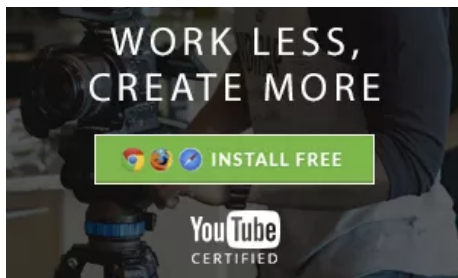 WORK LESS,
CREATE MORE
INSTALL FREE
YouTube
CERTIFIED